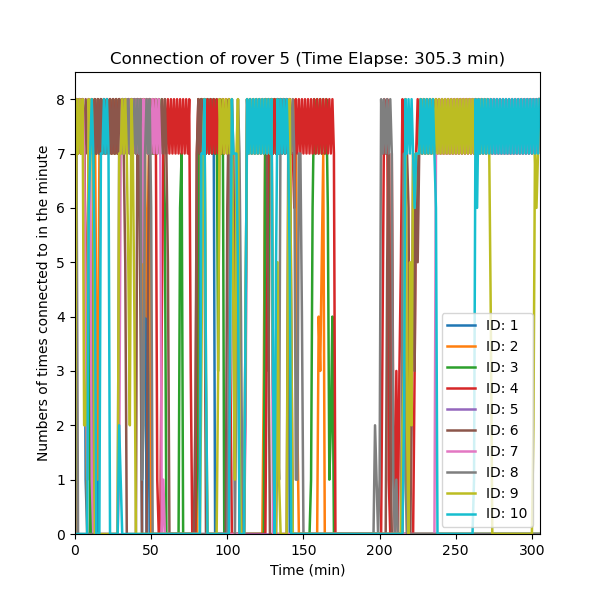 Connection of rover 5 (Time Elapse: 305.3 min)
Numbers of times connected to in the minute
8
7
6
5
4
3
2
1
0
ID: 1
ID: 2
ID: 3
ID: 4
ID: 5
ID: 6
ID: 7
ID: 8
ID: 9
ID: 10
0 50 100 150 200 250 300
Time (min)